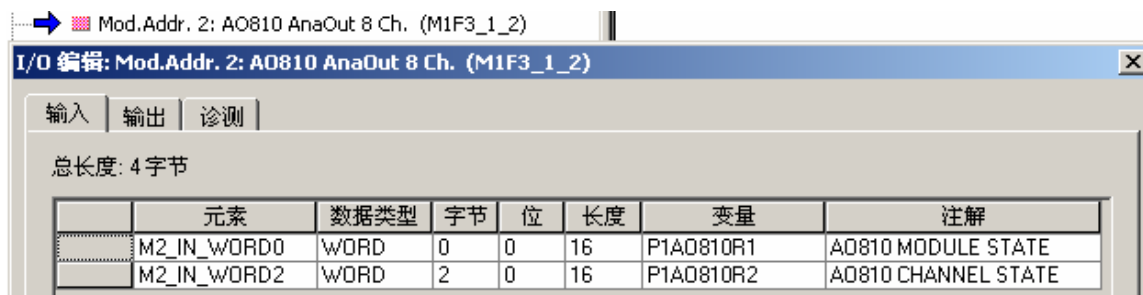 Mod.Addr. 2: AO810 AnaOut 8 Ch. (M1F3_1_2)
I/O 编辑: Mod.Addr. 2: AO810 AnaOut 8 Ch. (M1F3_1_2)
输入 输出 诊测
总长度: 4 字节
元素 数据类型 字节 位 长度 变量 注解
M2_IN_WORD0 WORD 0 0 16 P1AO810R1 AO810 MODULE STATE
M2_IN_WORD2 WORD 2 0 16 P1AO810R2 AO810 CHANNEL STATE